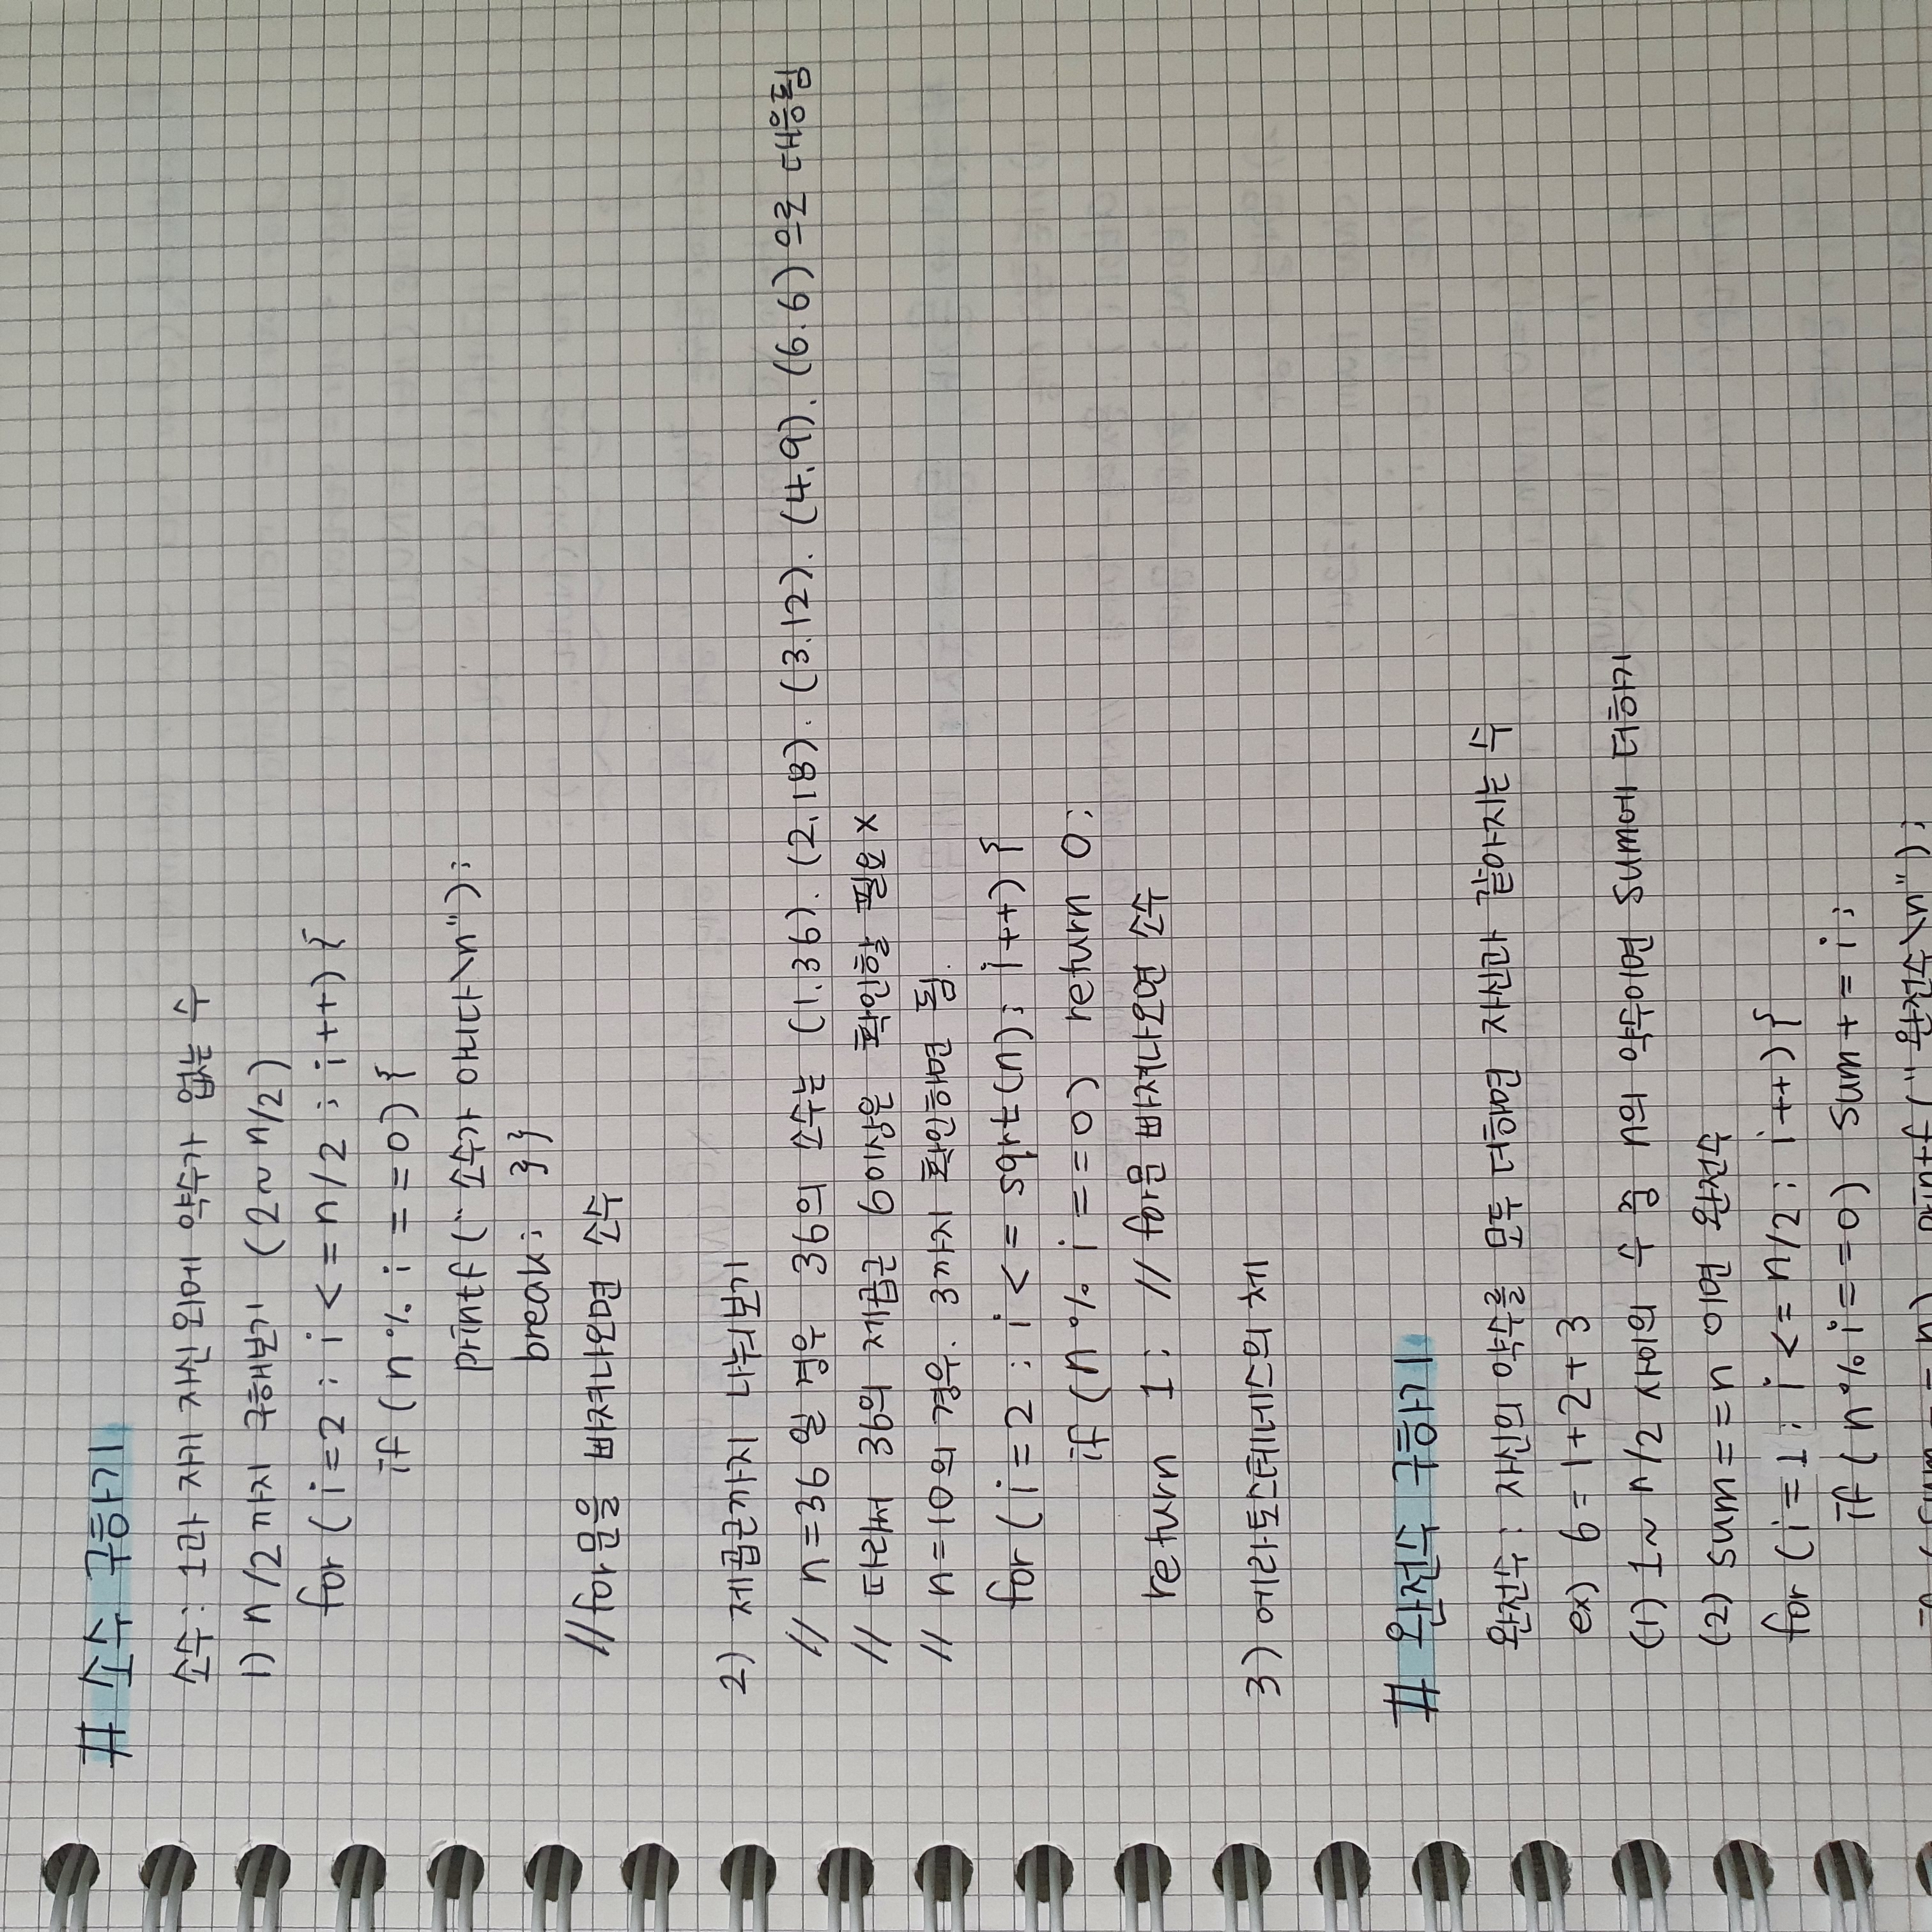 # 소수 구하기
소수 : 1과 자기 자신 외에 약수가 없는 수
1) n/2 까지 구해보기 (2~n/2)
for (i=2 ; i <= n/2 ; i++) {
if (n % i == 0) {
printf (" 소수가 아니다\n") ;
break ; } }
// for문을 빠져나오면 소수
2) 제곱근까지 나눠보기
// n=36 일 경우 36의 소수는 (1,36), (2,18), (3,12), (4,9), (6,6)으로 대응됨
// 따라서 36의 제곱근 6이상은 확인할 필요 x
// n=10의 경우, 3까지 확인하면 됨.
for (i=2 ; i <= sqrt(n) ; i++) {
if (n % i == 0) return 0 ;
return 1 ; // for문 빠져나오면 소수
3) 에라토스테네스의 체
# 완전수 구하기
완전수 : 자신의 약수를 모두 더하면 자신과 같아지는 수
ex) 6 = 1+2+3
(1) 1~n/2 사이의 수 중 n의 약수이면 sum에 더하기
(2) sum==n 이면 완전수
for (i=1 ; i <= n/2 ; i++) {
if (n % i == 0) sum += i ;
if ( sum == n) printf (" 완전수\n") ;